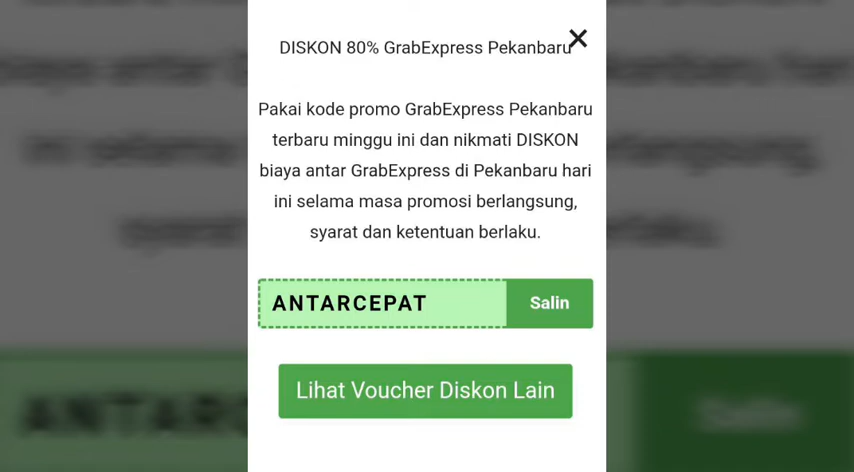 DISKON 80% GrabExpress Pekanbaru
Pakai kode promo GrabExpress Pekanbaru
terbaru minggu ini dan nikmati DISKON
biaya antar GrabExpress di Pekanbaru hari
ini selama masa promosi berlangsung,
syarat dan ketentuan berlaku.
ANTARCEPAT Salin
Lihat Voucher Diskon Lain